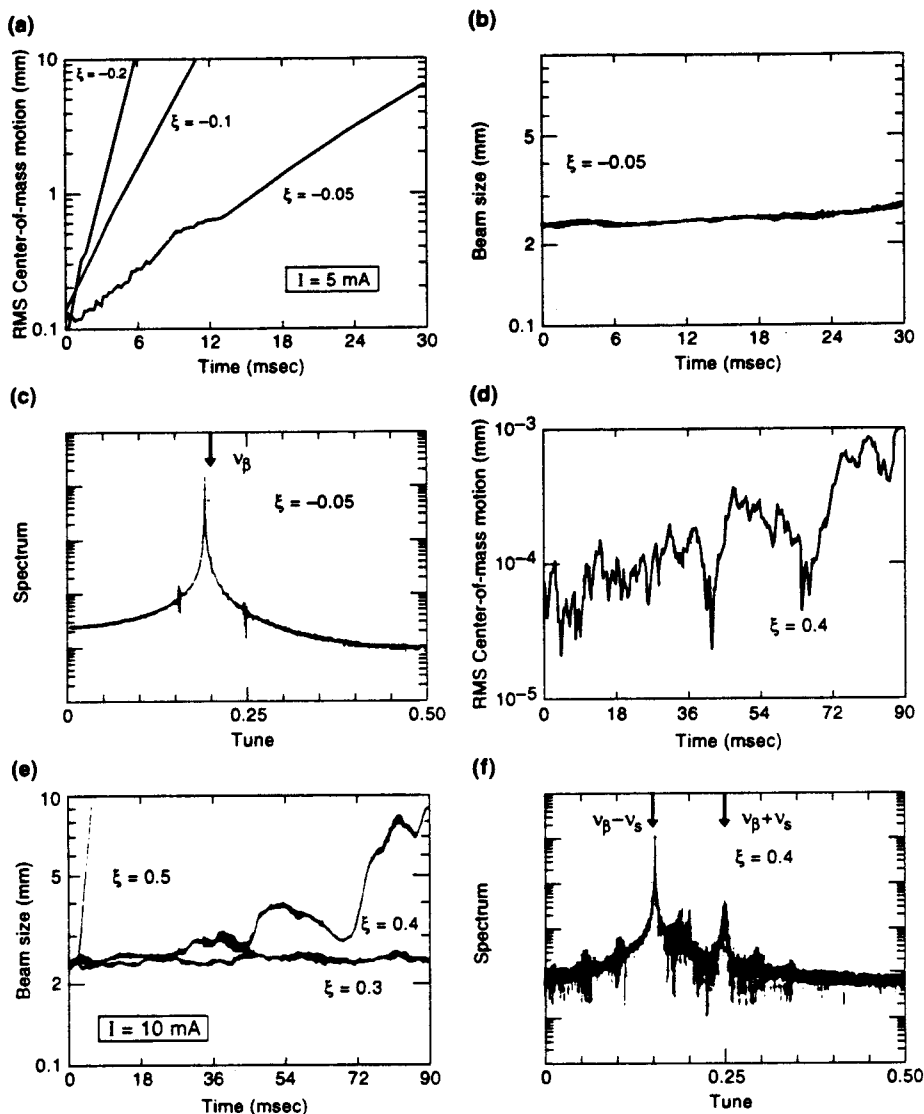 (a)
RMS Center-of-mass motion (mm)
10
1
0.1
ξ = –0.2
ξ = –0.1
ξ = –0.05
I = 5 mA
0 6 12 18 24 30
Time (msec)
(b)
Beam size (mm)
5
2
0.1
ξ = –0.05
0 6 12 18 24 30
Time (msec)
(c)
Spectrum
νβ
ξ = –0.05
0 0.25 0.50
Tune
(d)
RMS Center-of-mass motion (mm)
10⁻³
10⁻⁴
10⁻⁵
ξ = 0.4
0 18 36 54 72 90
Time (msec)
(e)
Beam size (mm)
10
5
2
0.1
ξ = 0.5
ξ = 0.4
ξ = 0.3
I = 10 mA
0 18 36 54 72 90
Time (msec)
(f)
Spectrum
νβ–νs
νβ+νs
ξ = 0.4
0 0.25 0.50
Tune